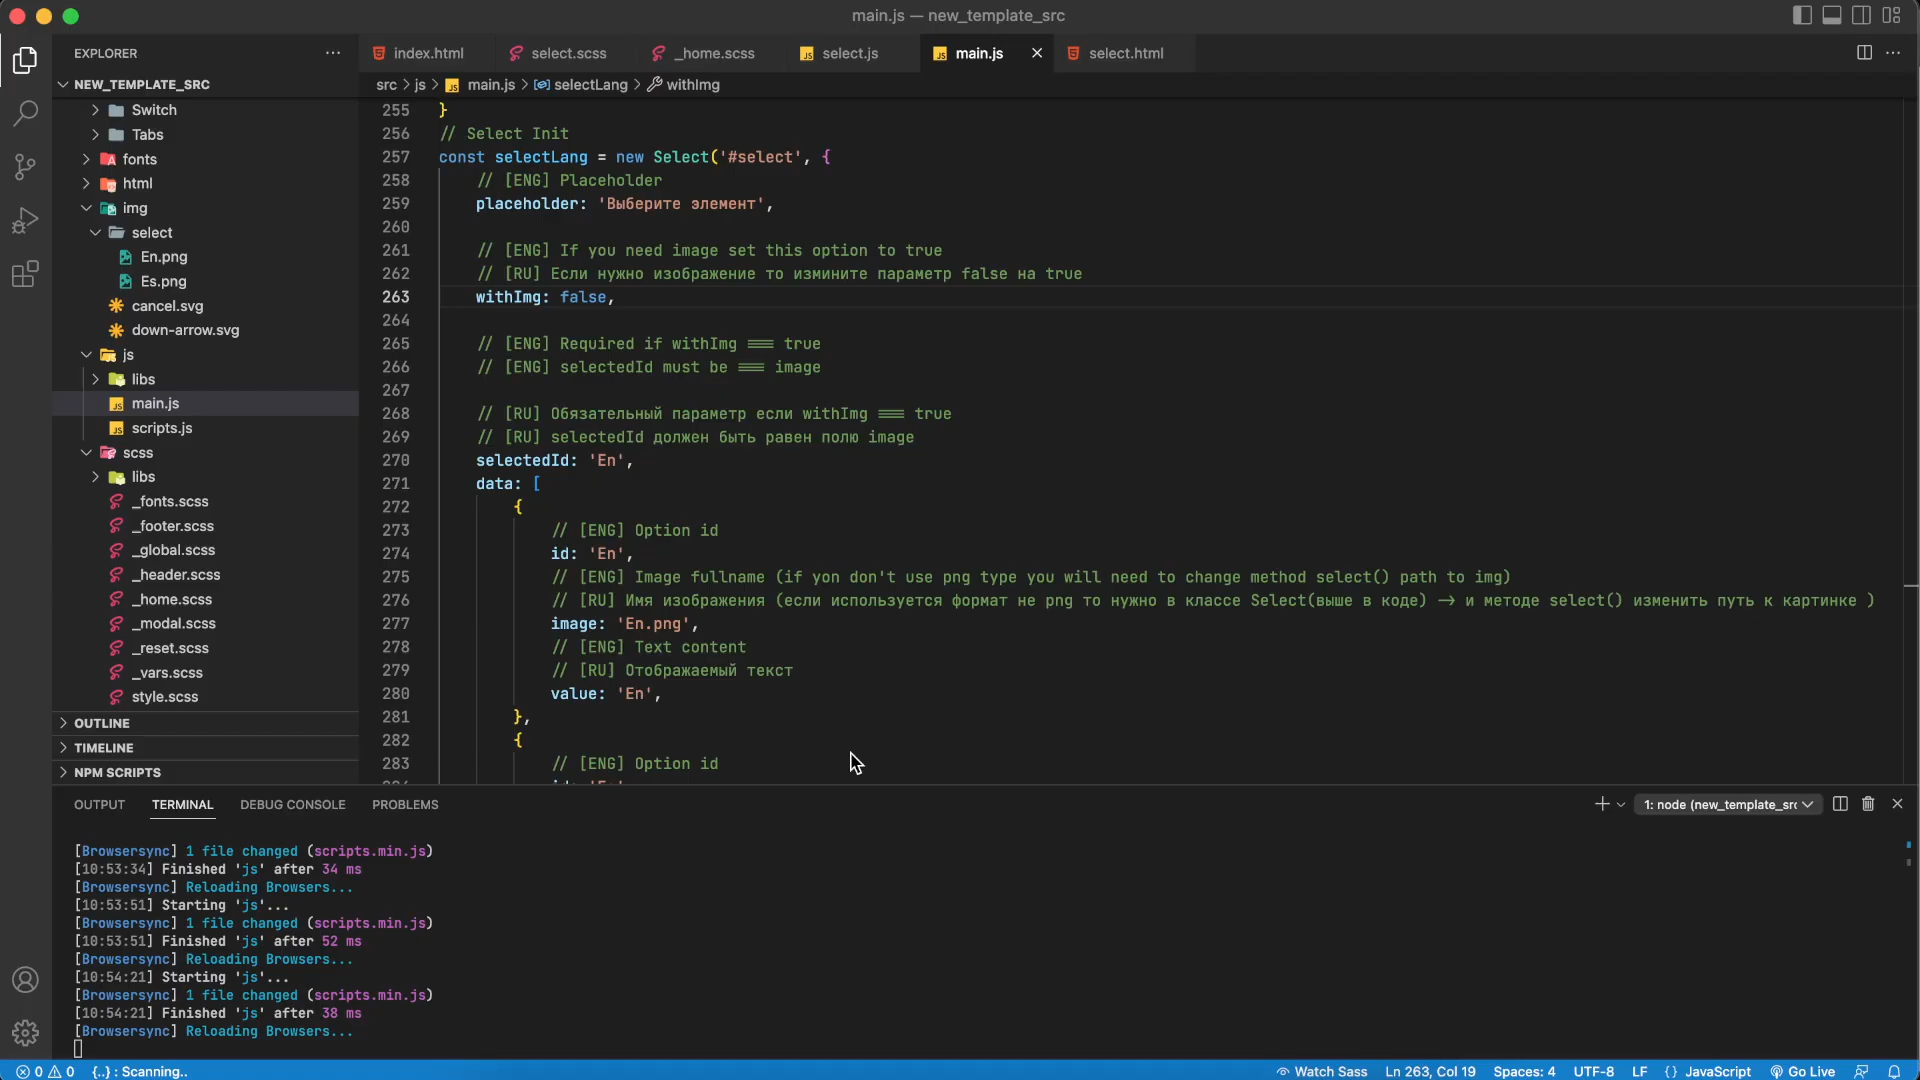 main.js — new_template_src
EXPLORER
NEW_TEMPLATE_SRC
Switch
Tabs
fonts
html
img
select
En.png
Es.png
cancel.svg
down-arrow.svg
js
libs
main.js
scripts.js
scss
libs
_fonts.scss
_footer.scss
_global.scss
_header.scss
_home.scss
_modal.scss
_reset.scss
_vars.scss
style.scss
OUTLINE
TIMELINE
NPM SCRIPTS
index.html select.scss _home.scss select.js main.js select.html
src > js > main.js > selectLang > withImg
255 }
256 // Select Init
257 const selectLang = new Select('#select', {
258 // [ENG] Placeholder
259 placeholder: 'Выберите элемент',
260
261 // [ENG] If you need image set this option to true
262 // [RU] Если нужно изображение то измините параметр false на true
263 withImg: false,
264
265 // [ENG] Required if withImg === true
266 // [ENG] selectedId must be === image
267
268 // [RU] Обязательный параметр если withImg === true
269 // [RU] selectedId должен быть равен полю image
270 selectedId: 'En',
271 data: [
272 {
273 // [ENG] Option id
274 id: 'En',
275 // [ENG] Image fullname (if yon don't use png type you will need to change method select() path to img)
276 // [RU] Имя изображения (если используется формат не png то нужно в классе Select(выше в коде) -> и методе select() изменить путь к картинке )
277 image: 'En.png',
278 // [ENG] Text content
279 // [RU] Отображаемый текст
280 value: 'En',
281 },
282 {
283 // [ENG] Option id
OUTPUT TERMINAL DEBUG CONSOLE PROBLEMS
1: node (new_template_src
[Browsersync] 1 file changed (scripts.min.js)
[10:53:34] Finished 'js' after 34 ms
[Browsersync] Reloading Browsers...
[10:53:51] Starting 'js'...
[Browsersync] 1 file changed (scripts.min.js)
[10:53:51] Finished 'js' after 52 ms
[Browsersync] Reloading Browsers...
[10:54:21] Starting 'js'...
[Browsersync] 1 file changed (scripts.min.js)
[10:54:21] Finished 'js' after 38 ms
[Browsersync] Reloading Browsers...
0 0 {..} : Scanning.. Watch Sass Ln 263, Col 19 Spaces: 4 UTF-8 LF {} JavaScript Go Live